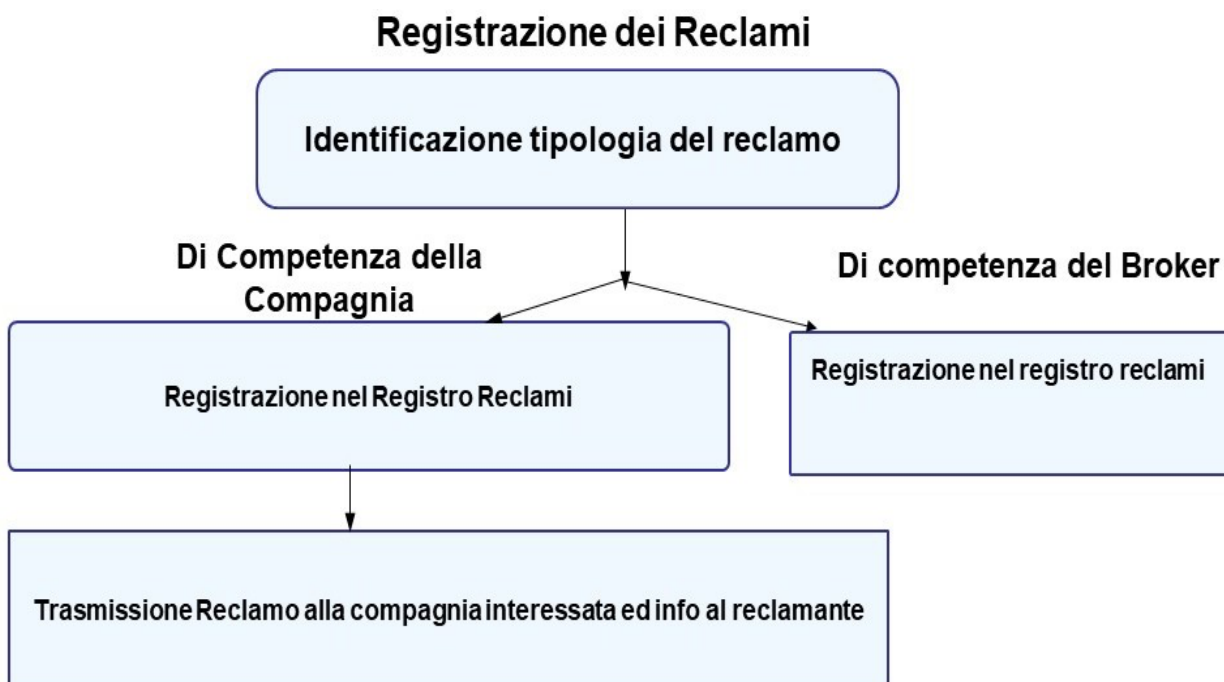 Registrazione dei Reclami
Identificazione tipologia del reclamo
Di Competenza della
Compagnia
Di competenza del Broker
Registrazione nel Registro Reclami
Registrazione nel registro reclami
Trasmissione Reclamo alla compagnia interessata ed info al reclamante